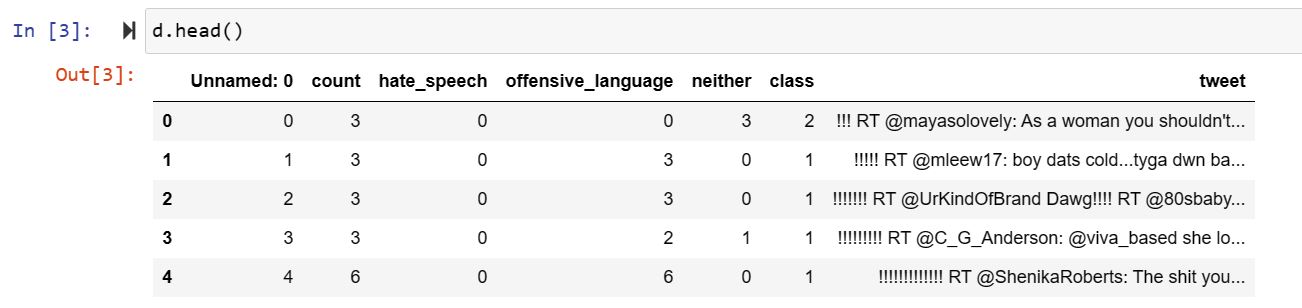 In [3]: d.head()
Out[3]:
Unnamed: 0 count hate_speech offensive_language neither class tweet
0 0 3 0 0 3 2 !!! RT @mayasolovely: As a woman you shouldn't...
1 1 3 0 3 0 1 !!!!! RT @mleew17: boy dats cold...tyga dwn ba...
2 2 3 0 3 0 1 !!!!!!! RT @UrKindOfBrand Dawg!!!! RT @80sbaby...
3 3 3 0 2 1 1 !!!!!!!!! RT @C_G_Anderson: @viva_based she lo...
4 4 6 0 6 0 1 !!!!!!!!!!!!! RT @ShenikaRoberts: The shit you...